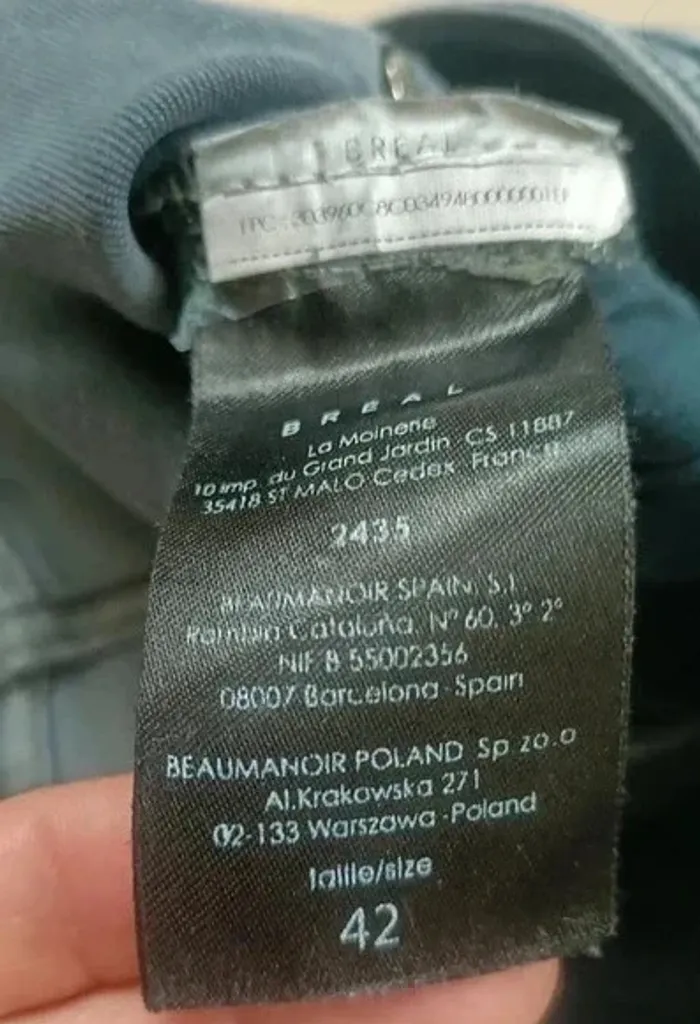 BREAL
B R E A L
La Moinerie
10 imp. du Grand Jardin CS 11887
35418 ST MALO Cedex France
2435
BEAUMANOIR SPAIN, S.L
Rambla Cataluña, Nº 60, 3º 2ª
NIF B 55002356
08007 Barcelona-Spain
BEAUMANOIR POLAND Sp zo.o
Al.Krakowska 271
02-133 Warszawa-Poland
taille/size
42